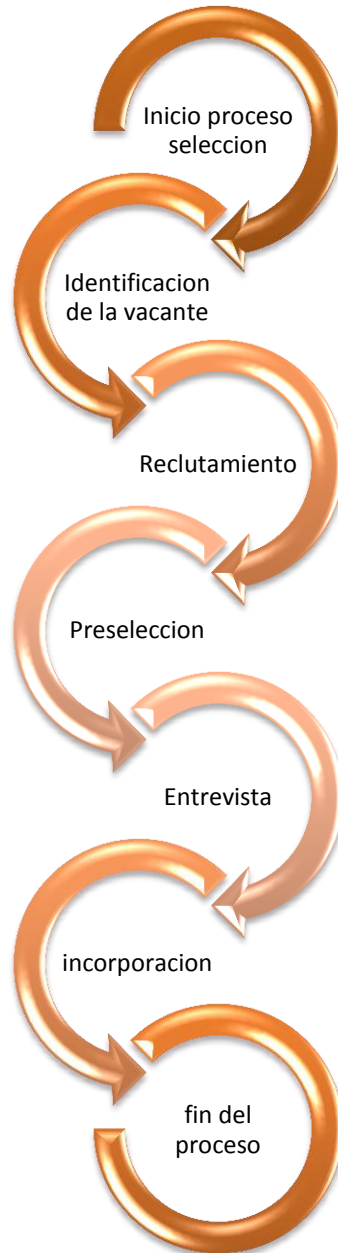 Inicio proceso
seleccion
Identificacion
de la vacante
Reclutamiento
Preseleccion
Entrevista
incorporacion
fin del
proceso